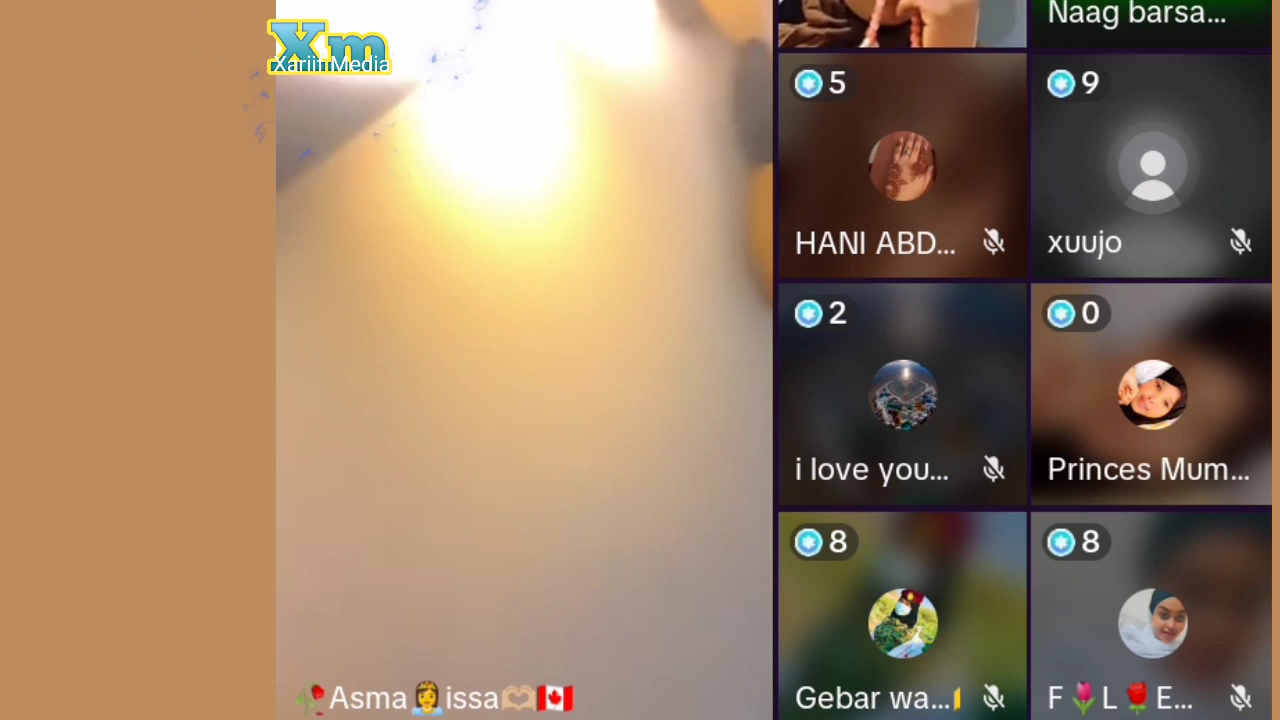 Xm
XariifMedia
🥀Asma👸issa🫶🏼🇨🇦
Naag barsa...
5
HANI ABD...
9
xuujo
2
i love you...
0
Princes Mum...
8
Gebar wa...
8
F🌷L🌹E...